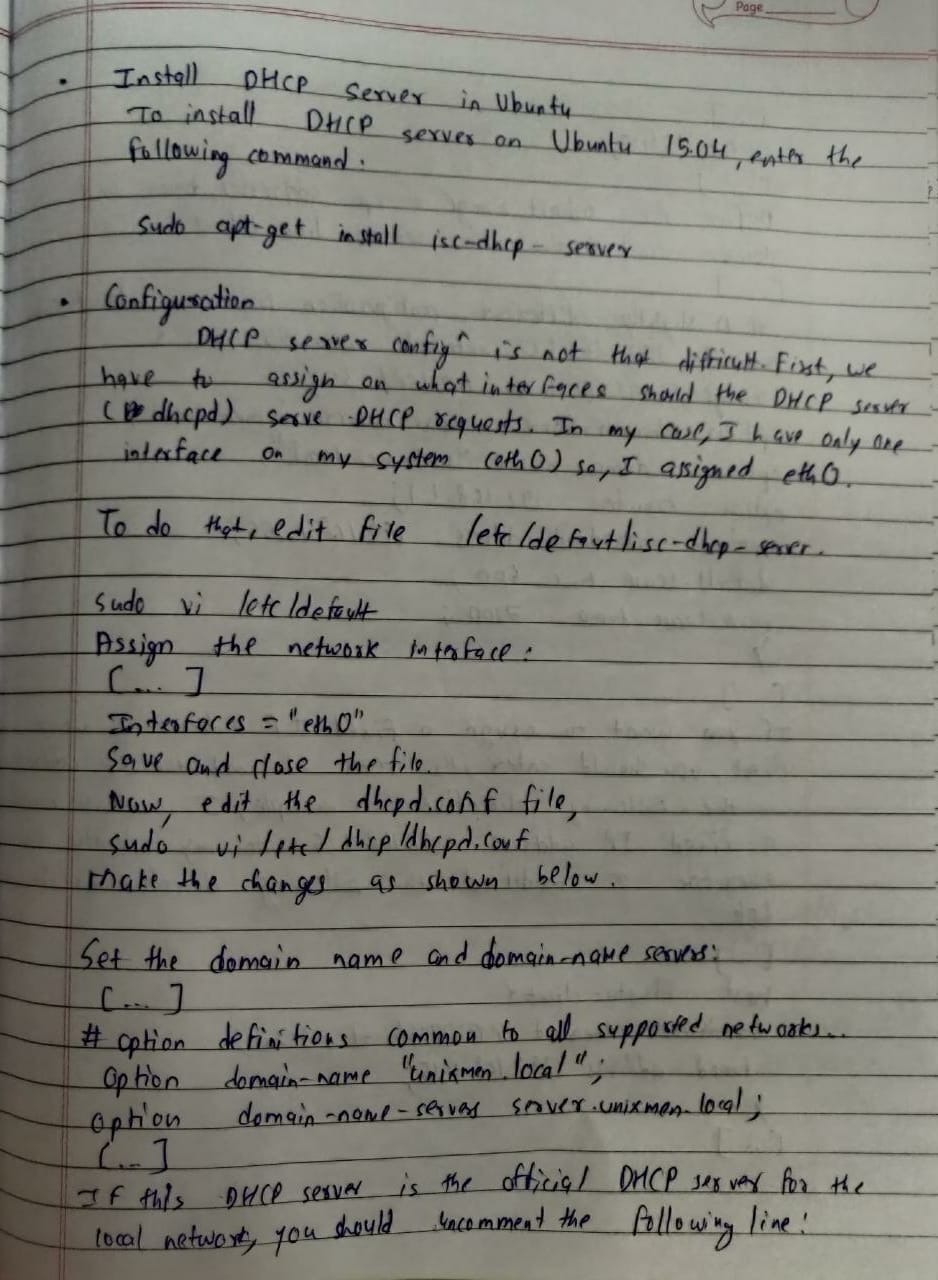 Page
• Install DHCP Server in Ubuntu
To install DHCP server on Ubuntu 15.04, enter the
following command.
Sudo apt-get install isc-dhcp-server
• Configuration
DHCP server config^n is not that difficult. First, we
have to assign on what interfaces should the DHCP server
(dhcpd) serve DHCP requests. In my case, I have only one
interface on my system (eth0) so, I assigned eth0.
To do that, edit file /etc/default/isc-dhcp-server.
sudo vi /etc/default
Assign the network interface:
[...]
Interfaces = "eth0"
Save and close the file.
Now, edit the dhcpd.conf file,
sudo vi /etc/dhcp/dhcpd.conf
make the changes as shown below.
Set the domain name and domain-name servers:
[...]
# option definitions common to all supported networks...
option domain-name "unixmen.local";
option domain-name-servers server.unixmen.local;
[...]
If this DHCP server is the official DHCP server for the
local network, you should uncomment the following line: